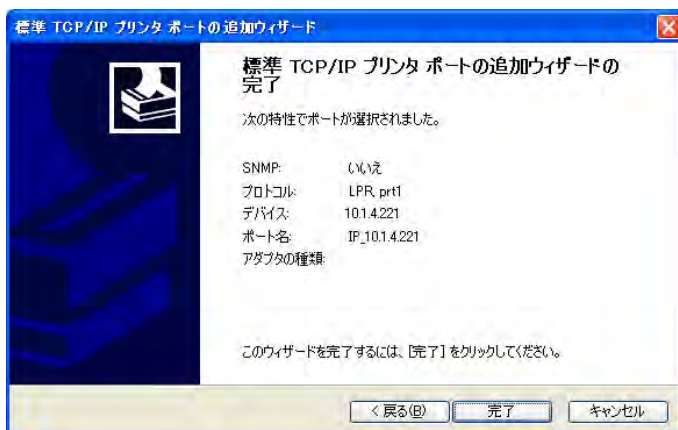 標準 TCP/IP プリンタ ポートの追加ウィザード
標準 TCP/IP プリンタ ポートの追加ウィザードの
完了
次の特性でポートが選択されました。
SNMP: いいえ
プロトコル: LPR, prt1
デバイス: 10.1.4.221
ポート名: IP_10.1.4.221
アダプタの種類:
このウィザードを完了するには、[完了] をクリックしてください。
< 戻る(B) 完了 キャンセル